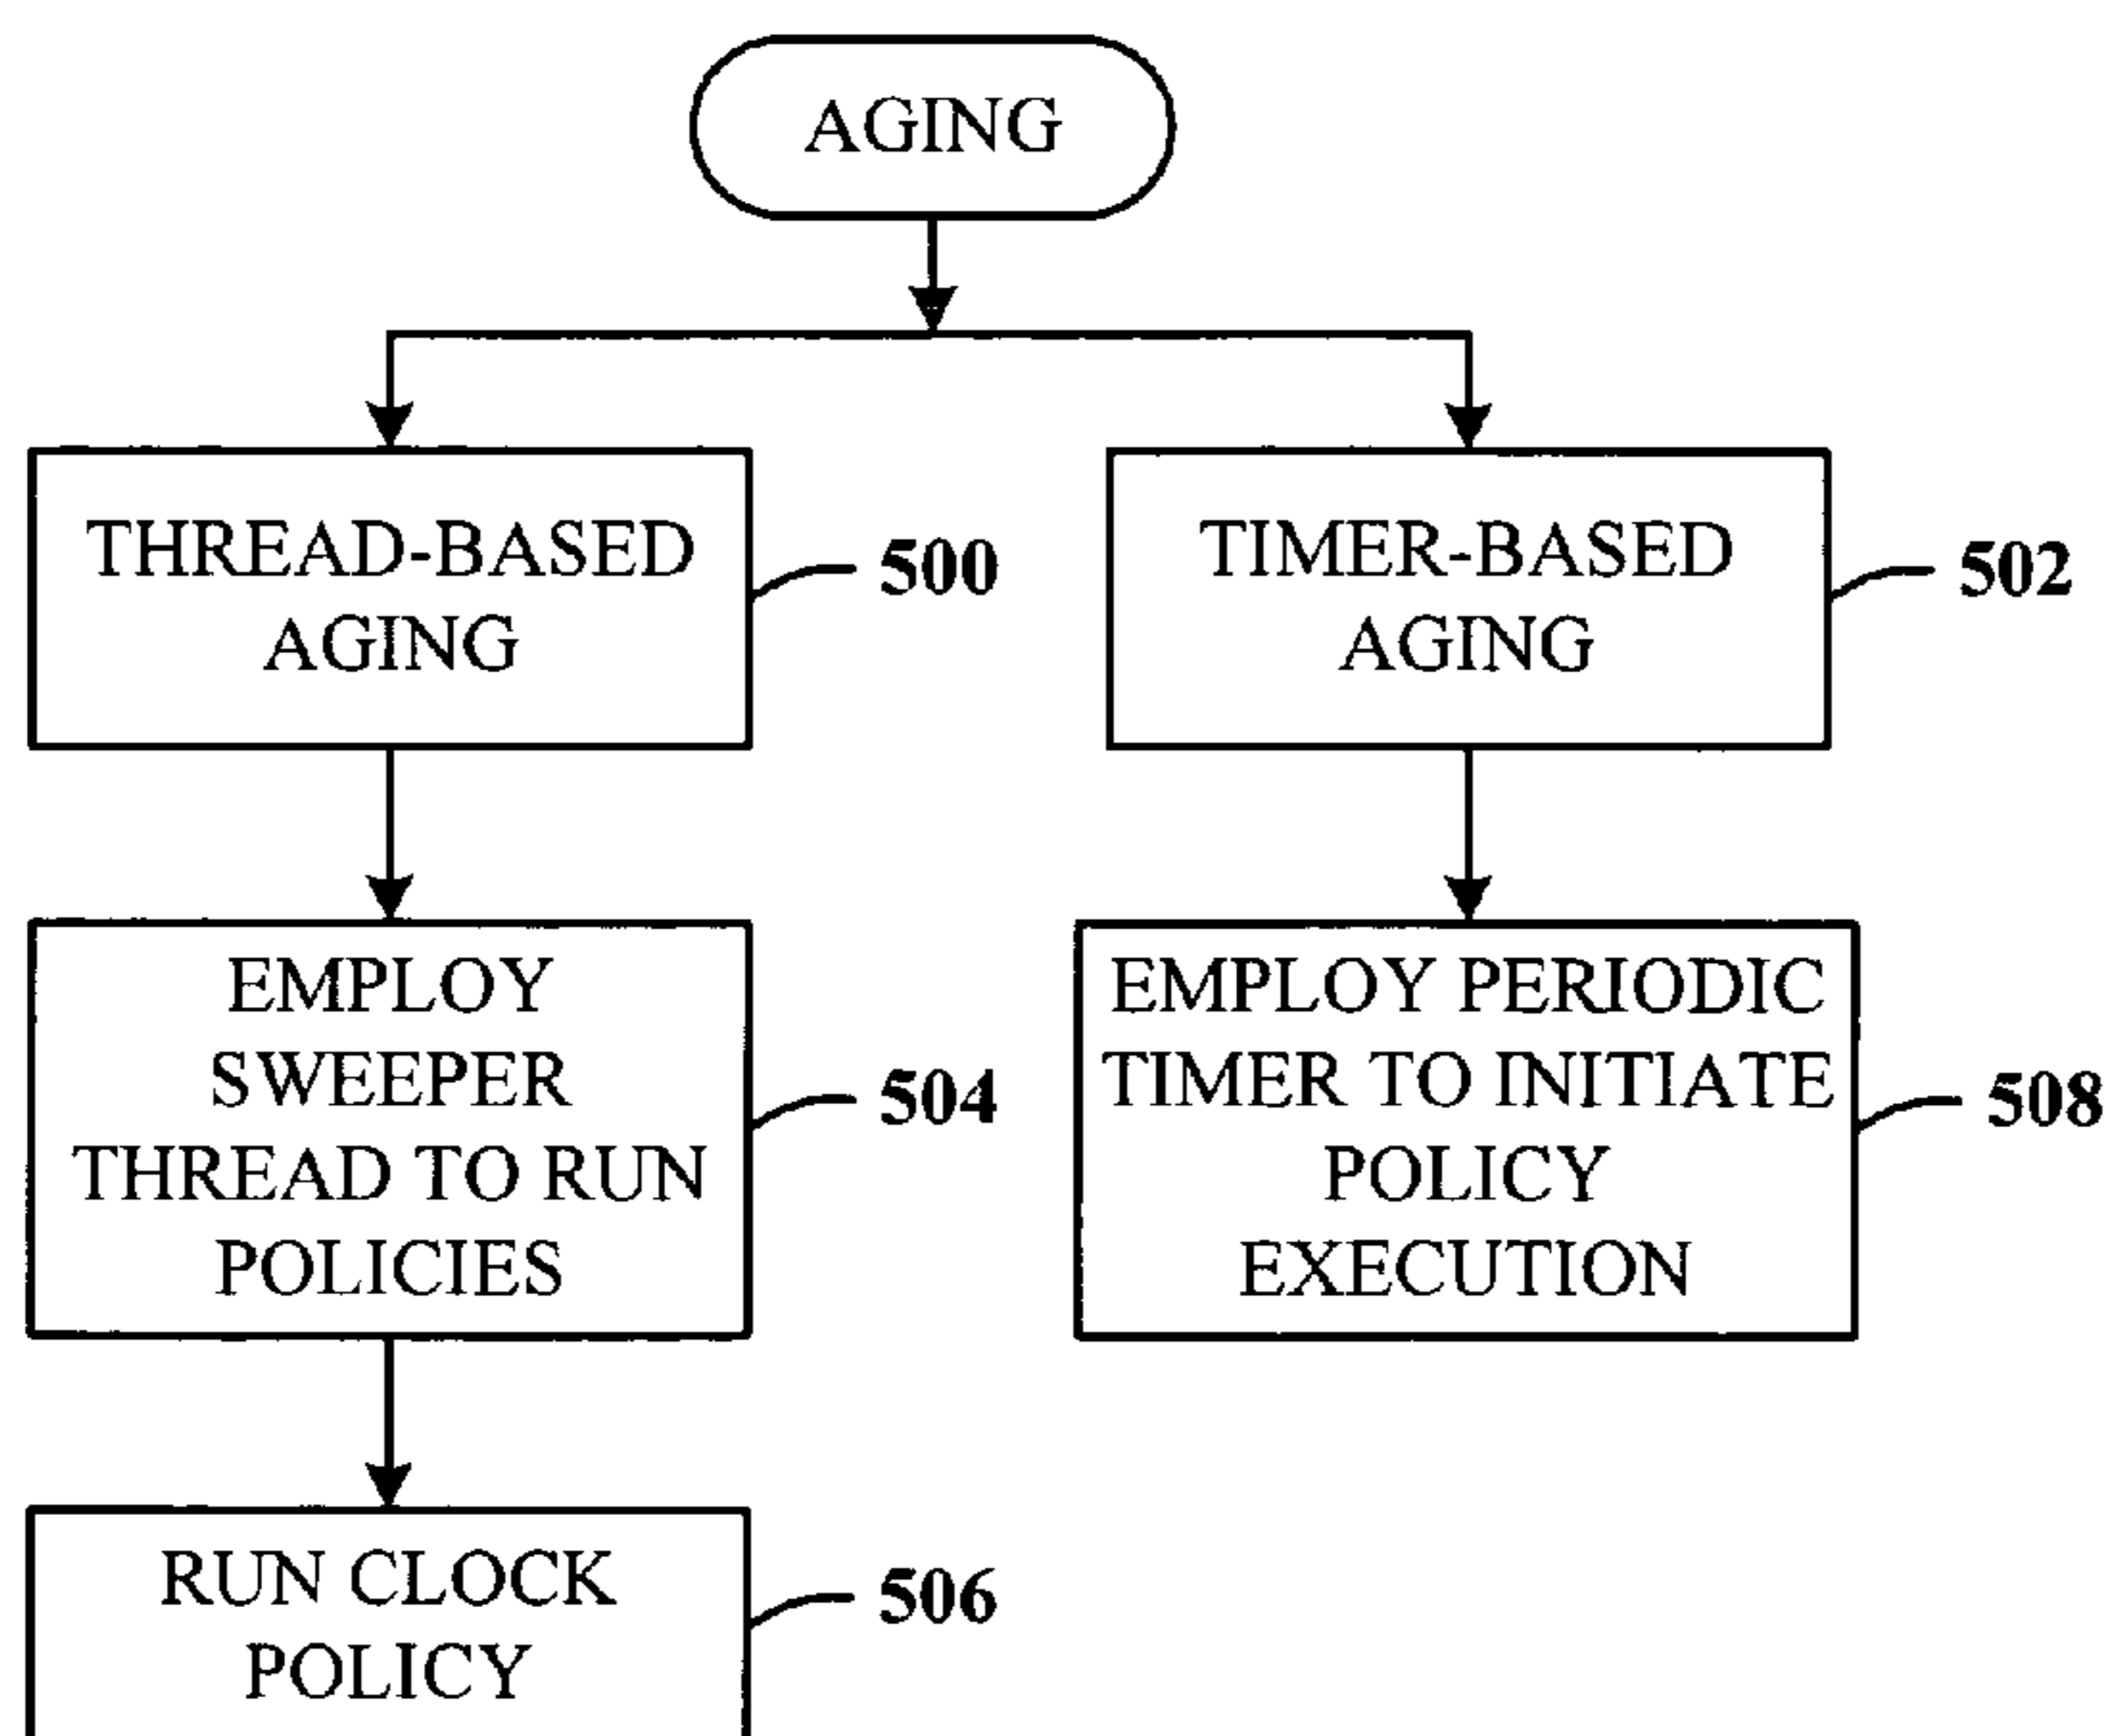 AGING
THREAD-BASED
AGING
500
TIMER-BASED
AGING
502
EMPLOY
SWEEPER
THREAD TO RUN
POLICIES
504
EMPLOY PERIODIC
TIMER TO INITIATE
POLICY
EXECUTION
508
RUN CLOCK
POLICY
506